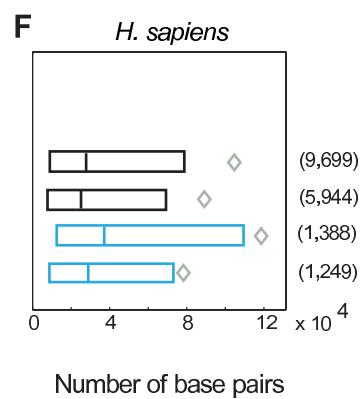 F
H. sapiens
(9,699)
(5,944)
(1,388)
(1,249)
0 4 8 12 x 10 4
Number of base pairs